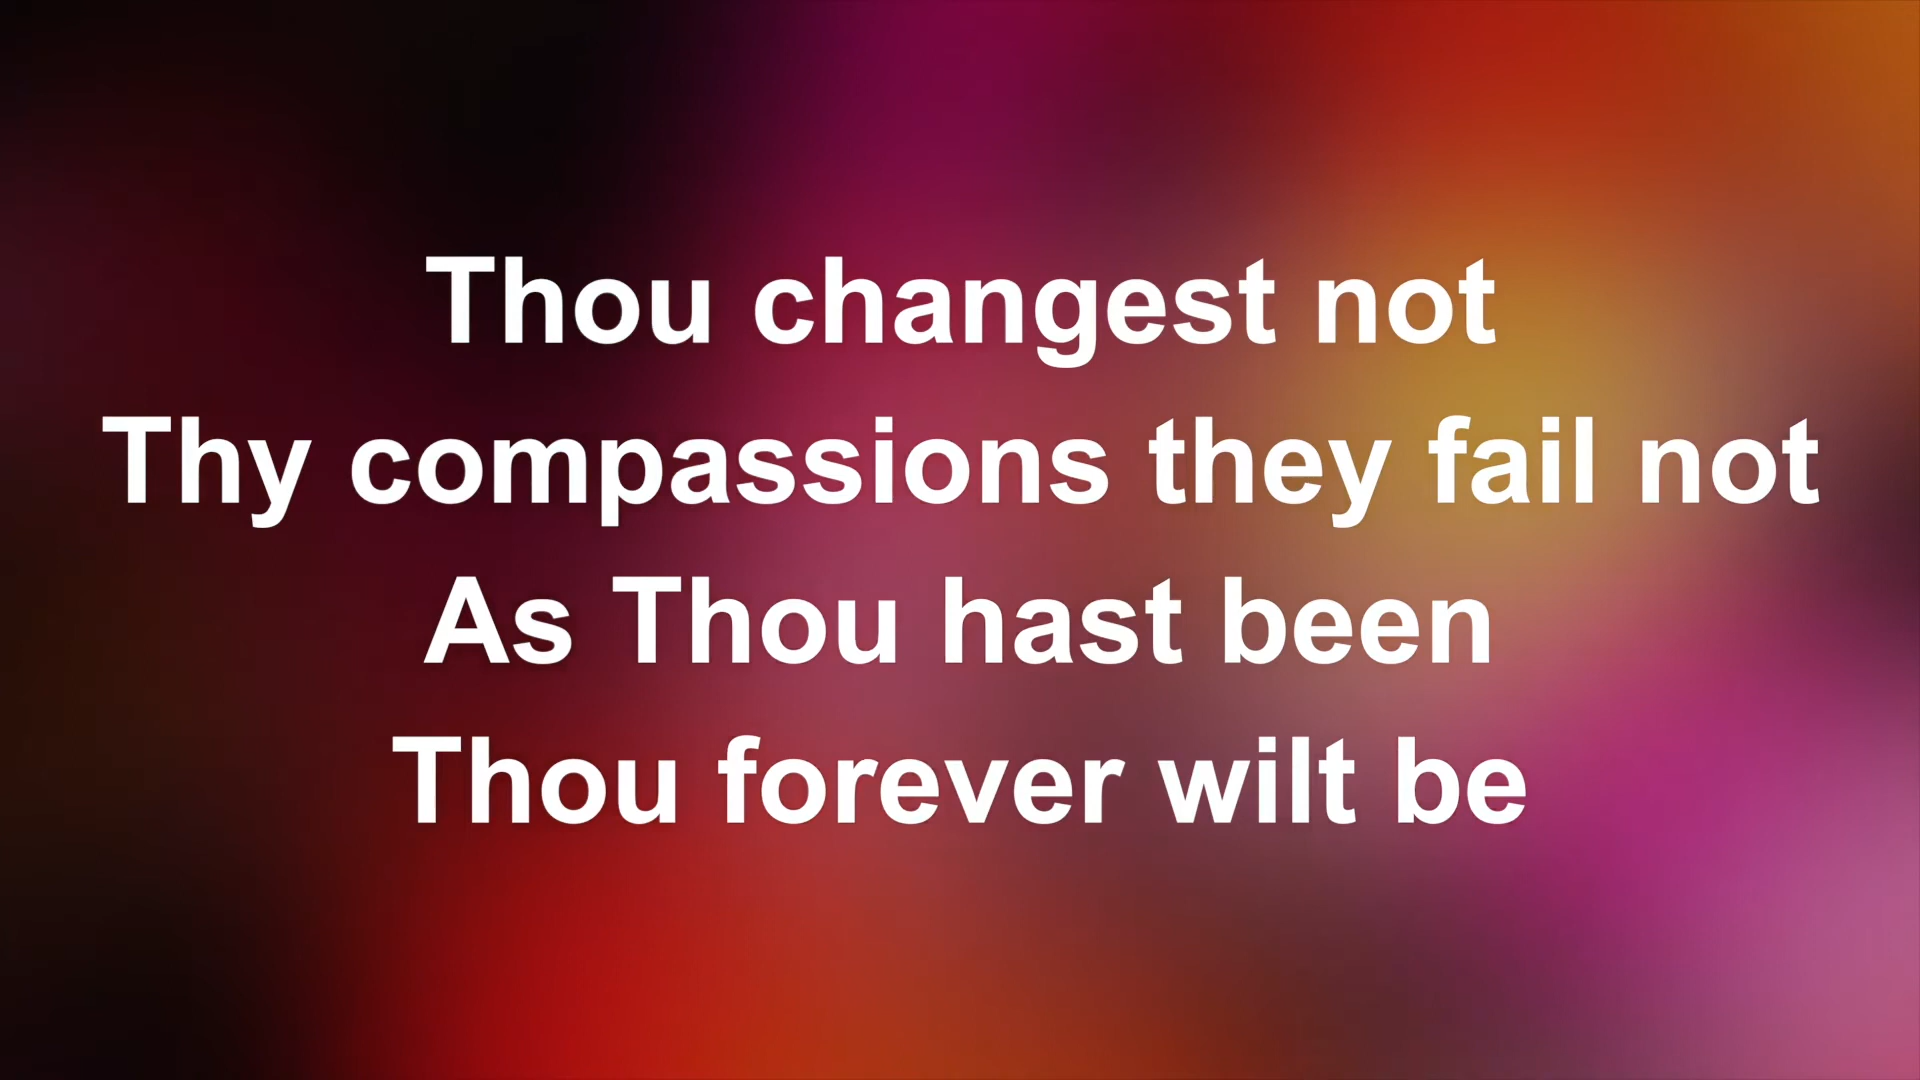 Thou changest not
Thy compassions they fail not
As Thou hast been
Thou forever wilt be